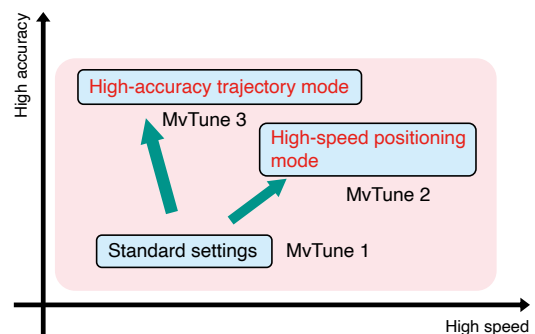 High accuracy
High-accuracy trajectory mode
MvTune 3
High-speed positioning
mode
MvTune 2
Standard settings
MvTune 1
High speed